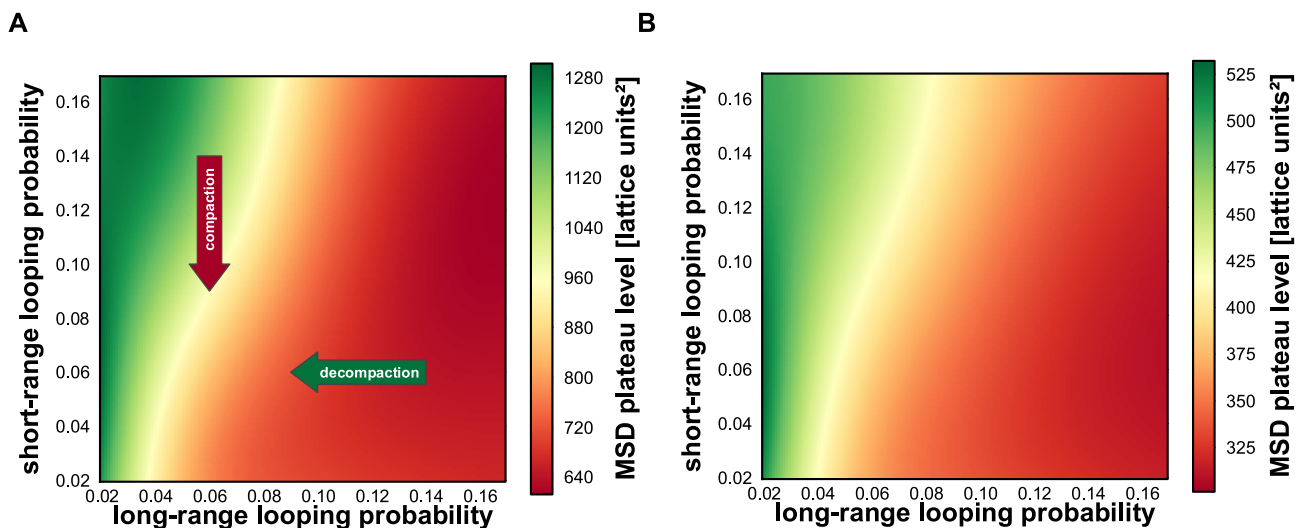 A
short-range looping probability
0.16
0.14
0.12
0.10
0.08
0.06
0.04
0.02
0.02 0.04 0.06 0.08 0.10 0.12 0.14 0.16
long-range looping probability
compaction
decompaction
1280
1200
1120
1040
960
880
800
720
640
MSD plateau level [lattice units²]
B
short-range looping probability
0.16
0.14
0.12
0.10
0.08
0.06
0.04
0.02
0.02 0.04 0.06 0.08 0.10 0.12 0.14 0.16
long-range looping probability
525
500
475
450
425
400
375
350
325
MSD plateau level [lattice units²]